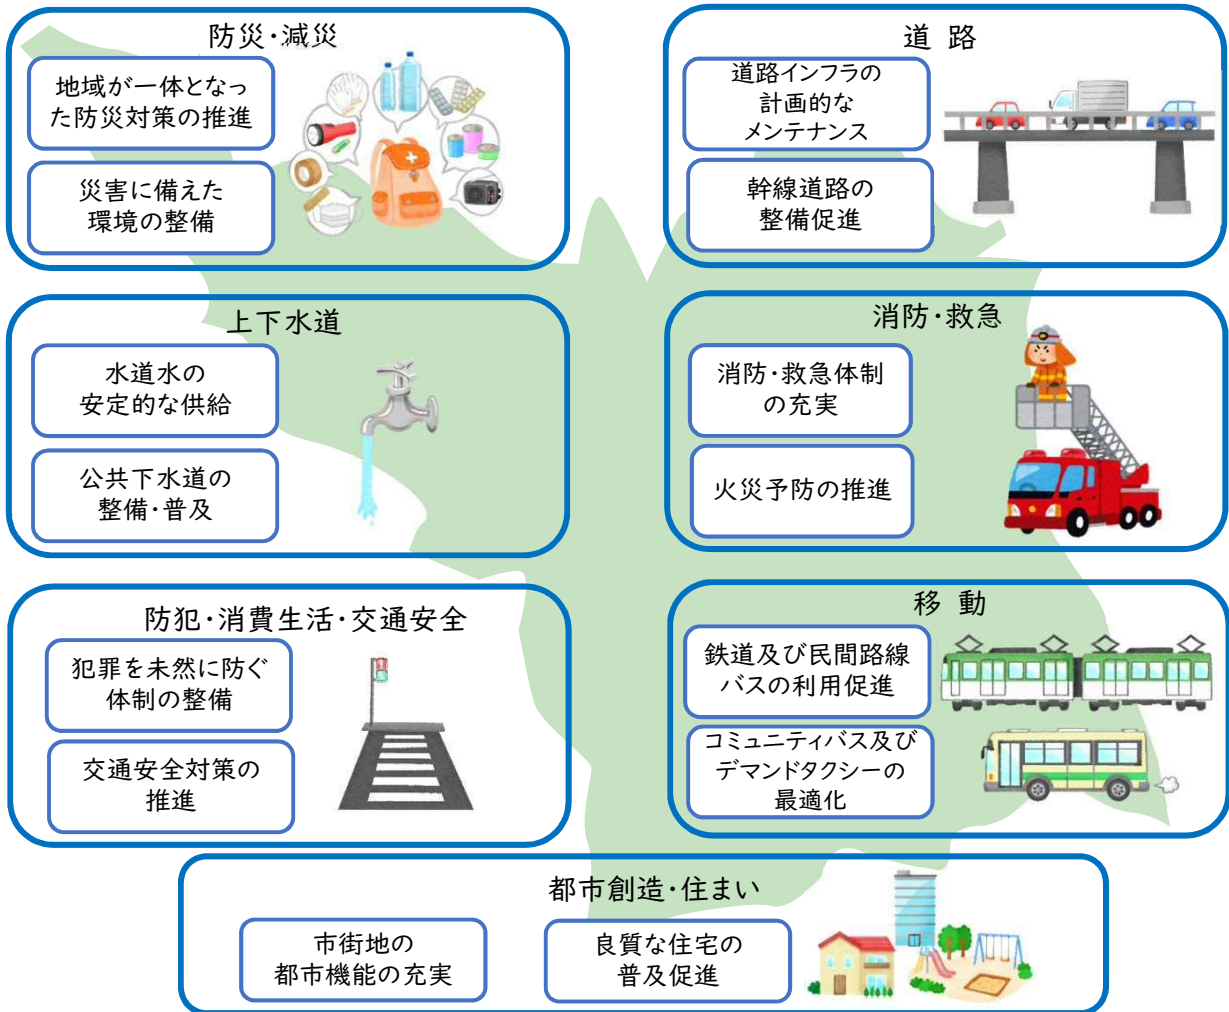 防災・減災
地域が一体となっ
た防災対策の推進
災害に備えた
環境の整備
道 路
道路インフラの
計画的な
メンテナンス
幹線道路の
整備促進
上下水道
水道水の
安定的な供給
公共下水道の
整備・普及
消防・救急
消防・救急体制
の充実
火災予防の推進
防犯・消費生活・交通安全
犯罪を未然に防ぐ
体制の整備
交通安全対策の
推進
移 動
鉄道及び民間路線
バスの利用促進
コミュニティバス及び
デマンドタクシーの
最適化
都市創造・住まい
市街地の
都市機能の充実
良質な住宅の
普及促進